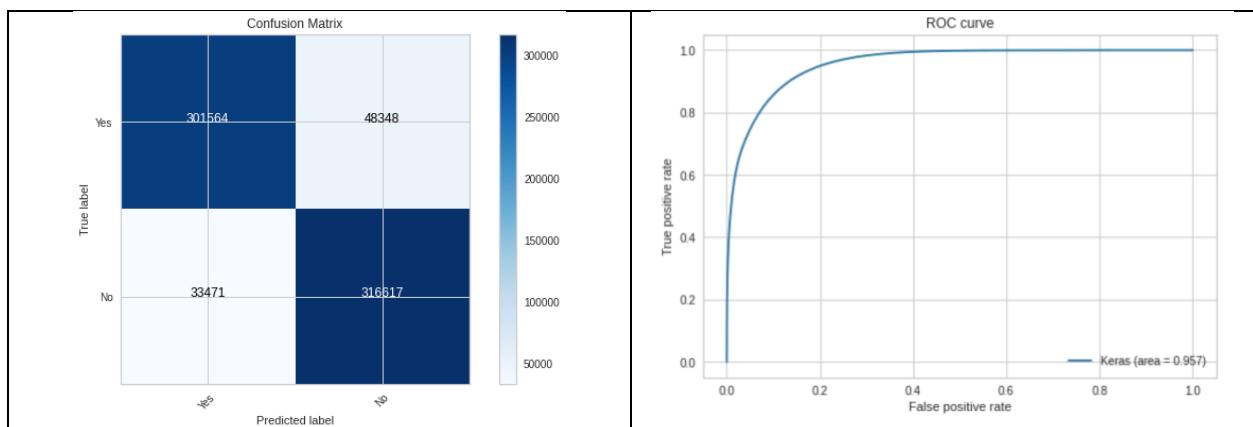 Confusion Matrix
Yes
No
True label
301564
48348
33471
316617
Yes
No
Predicted label
300000
250000
200000
150000
100000
50000
ROC curve
1.0
0.8
0.6
0.4
0.2
0.0
True positive rate
Keras (area = 0.957)
0.0 0.2 0.4 0.6 0.8 1.0
False positive rate